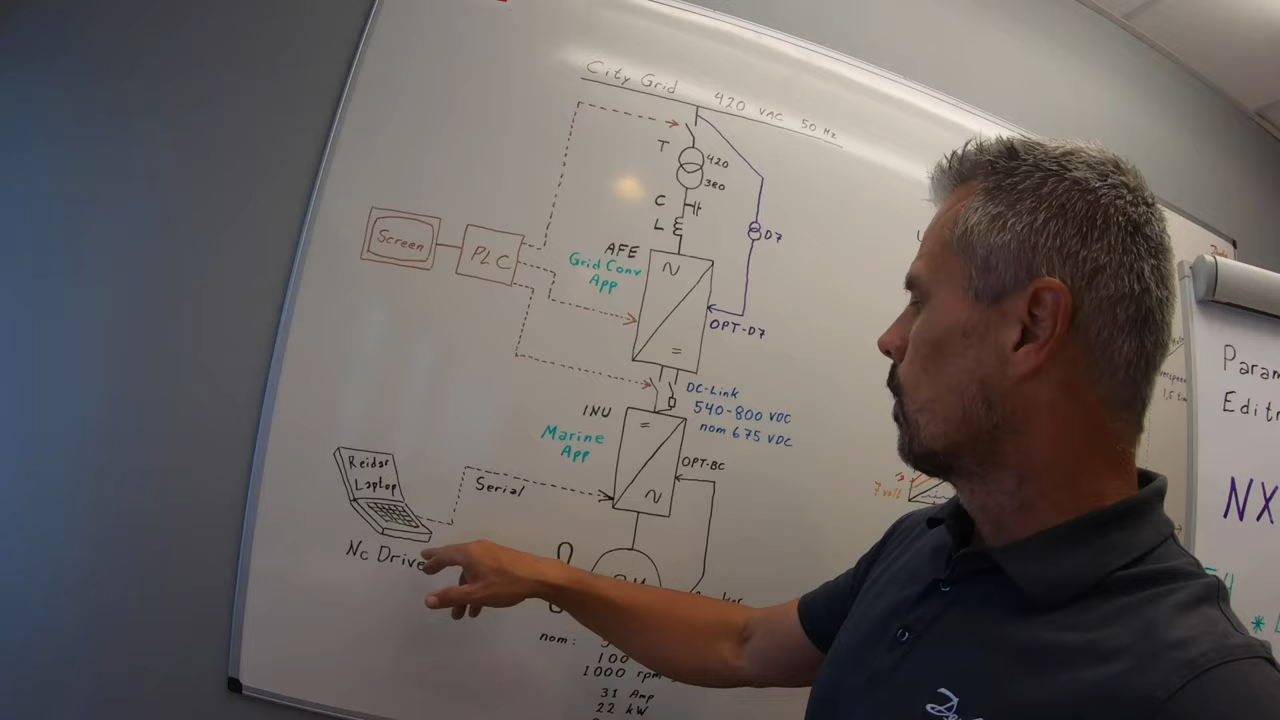 City Grid 420 VAC 50 Hz
T
420
380
C
L
D7
Screen
PLC
AFE
Grid Conv
App
OPT-D7
DC-Link
540-800 VDC
nom 675 VDC
INU
Marine
App
OPT-BC
Reidar
Laptop
Serial
Nc Drive
nom:
100
1000 rpm
31 Amp
22 kW
7 volt
Param
Edit
NX